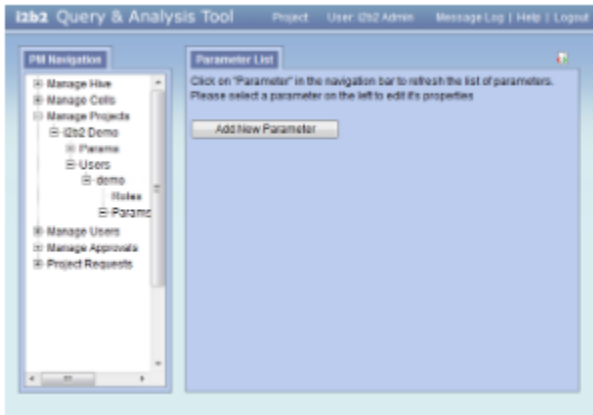 i2b2 Query & Analysis Tool
Project
User: i2b2 Admin
Message Log | Help | Logout
PM Navigation
Manage Hive
Manage Cells
Manage Projects
i2b2 Demo
Params
Users
demo
Roles
Params
Manage Users
Manage Approvals
Project Requests
Parameter List
Click on "Parameter" in the navigation bar to refresh the list of parameters.
Please select a parameter on the left to edit it's properties
Add New Parameter